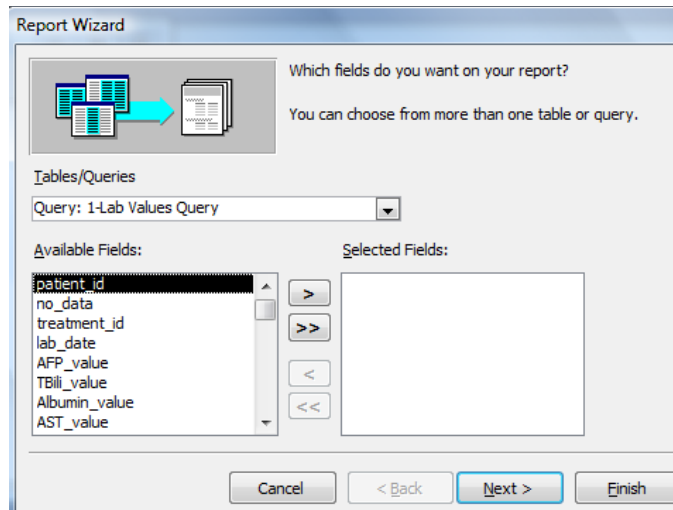 Report Wizard
Which fields do you want on your report?
You can choose from more than one table or query.
Tables/Queries
Query: 1-Lab Values Query
Available Fields:
Selected Fields:
patient_id
no_data
treatment_id
lab_date
AFP_value
TBili_value
Albumin_value
AST_value
>
>>
<
<<
Cancel
< Back
Next >
Finish